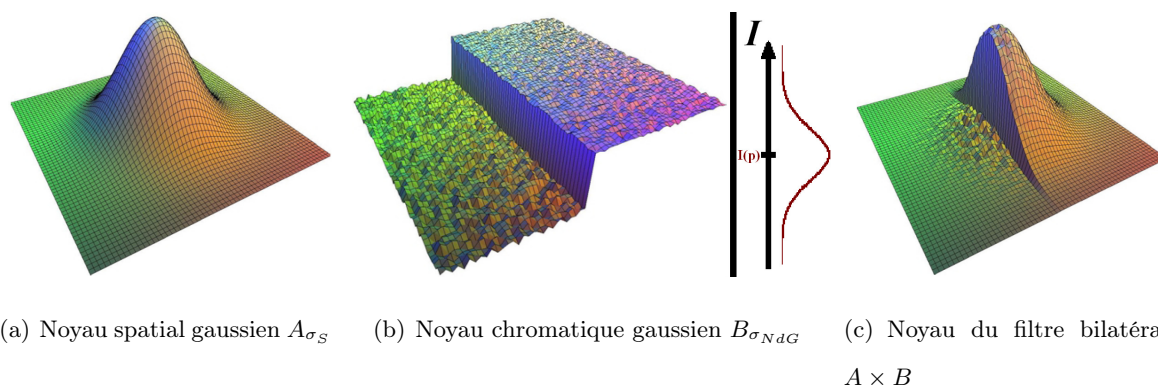 I
I(p)
(a) Noyau spatial gaussien A_{σ_S}
(b) Noyau chromatique gaussien B_{σ_{NdG}}
(c) Noyau du filtre bilatéra
A × B